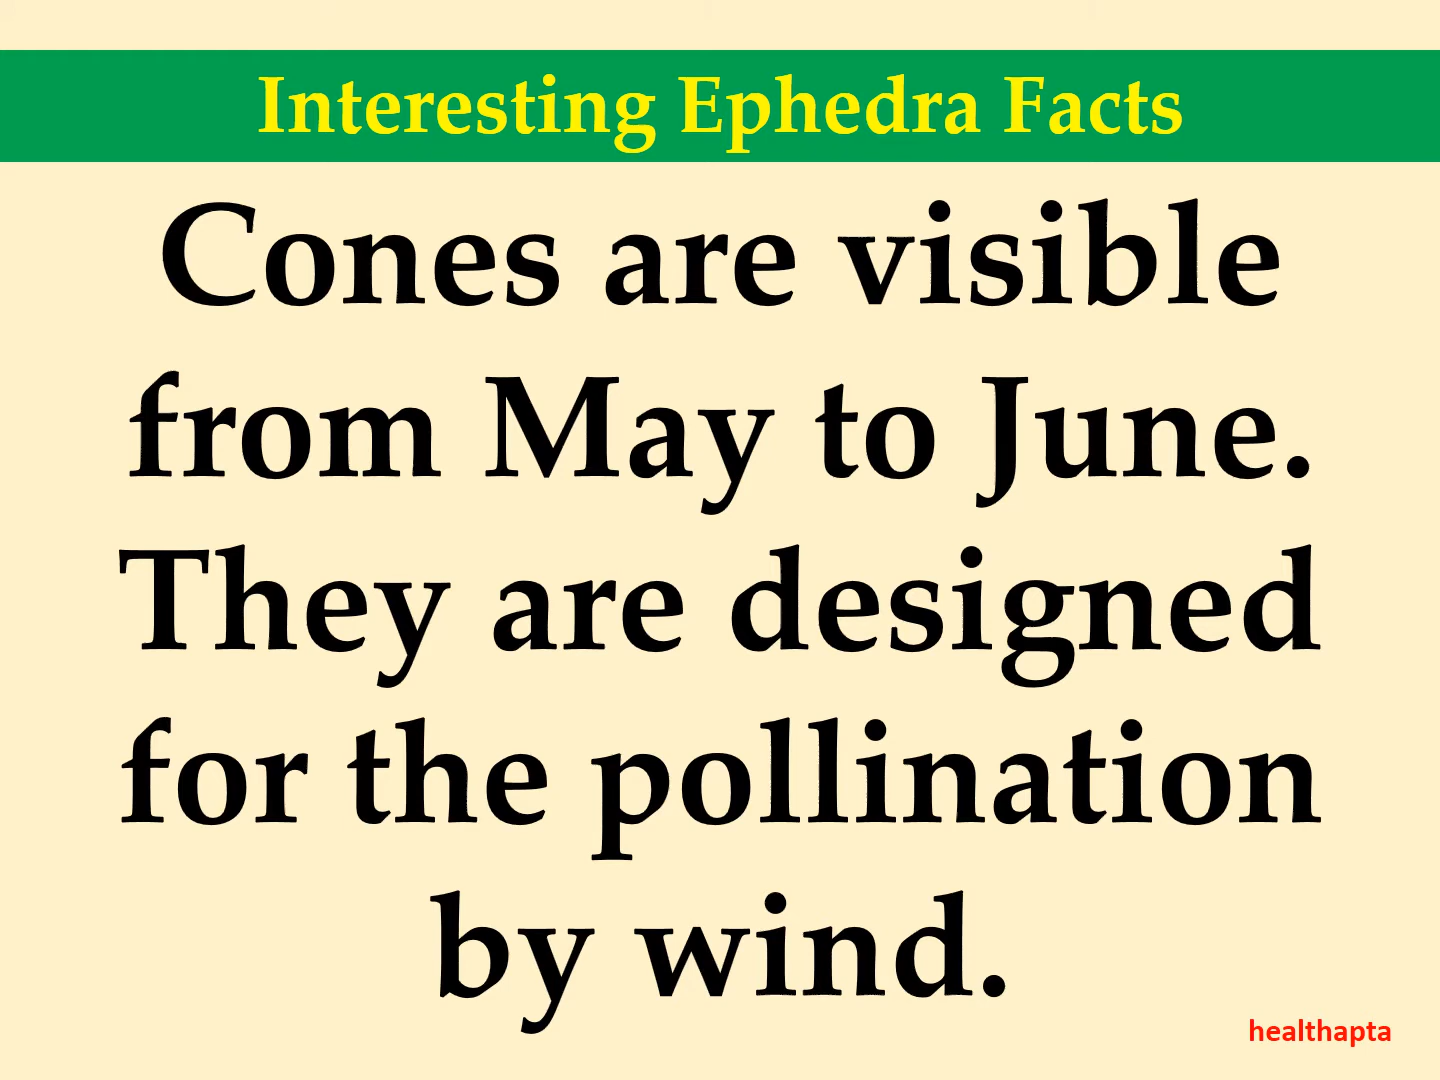 Interesting Ephedra Facts
Cones are visible
from May to June.
They are designed
for the pollination
by wind.
healthapta